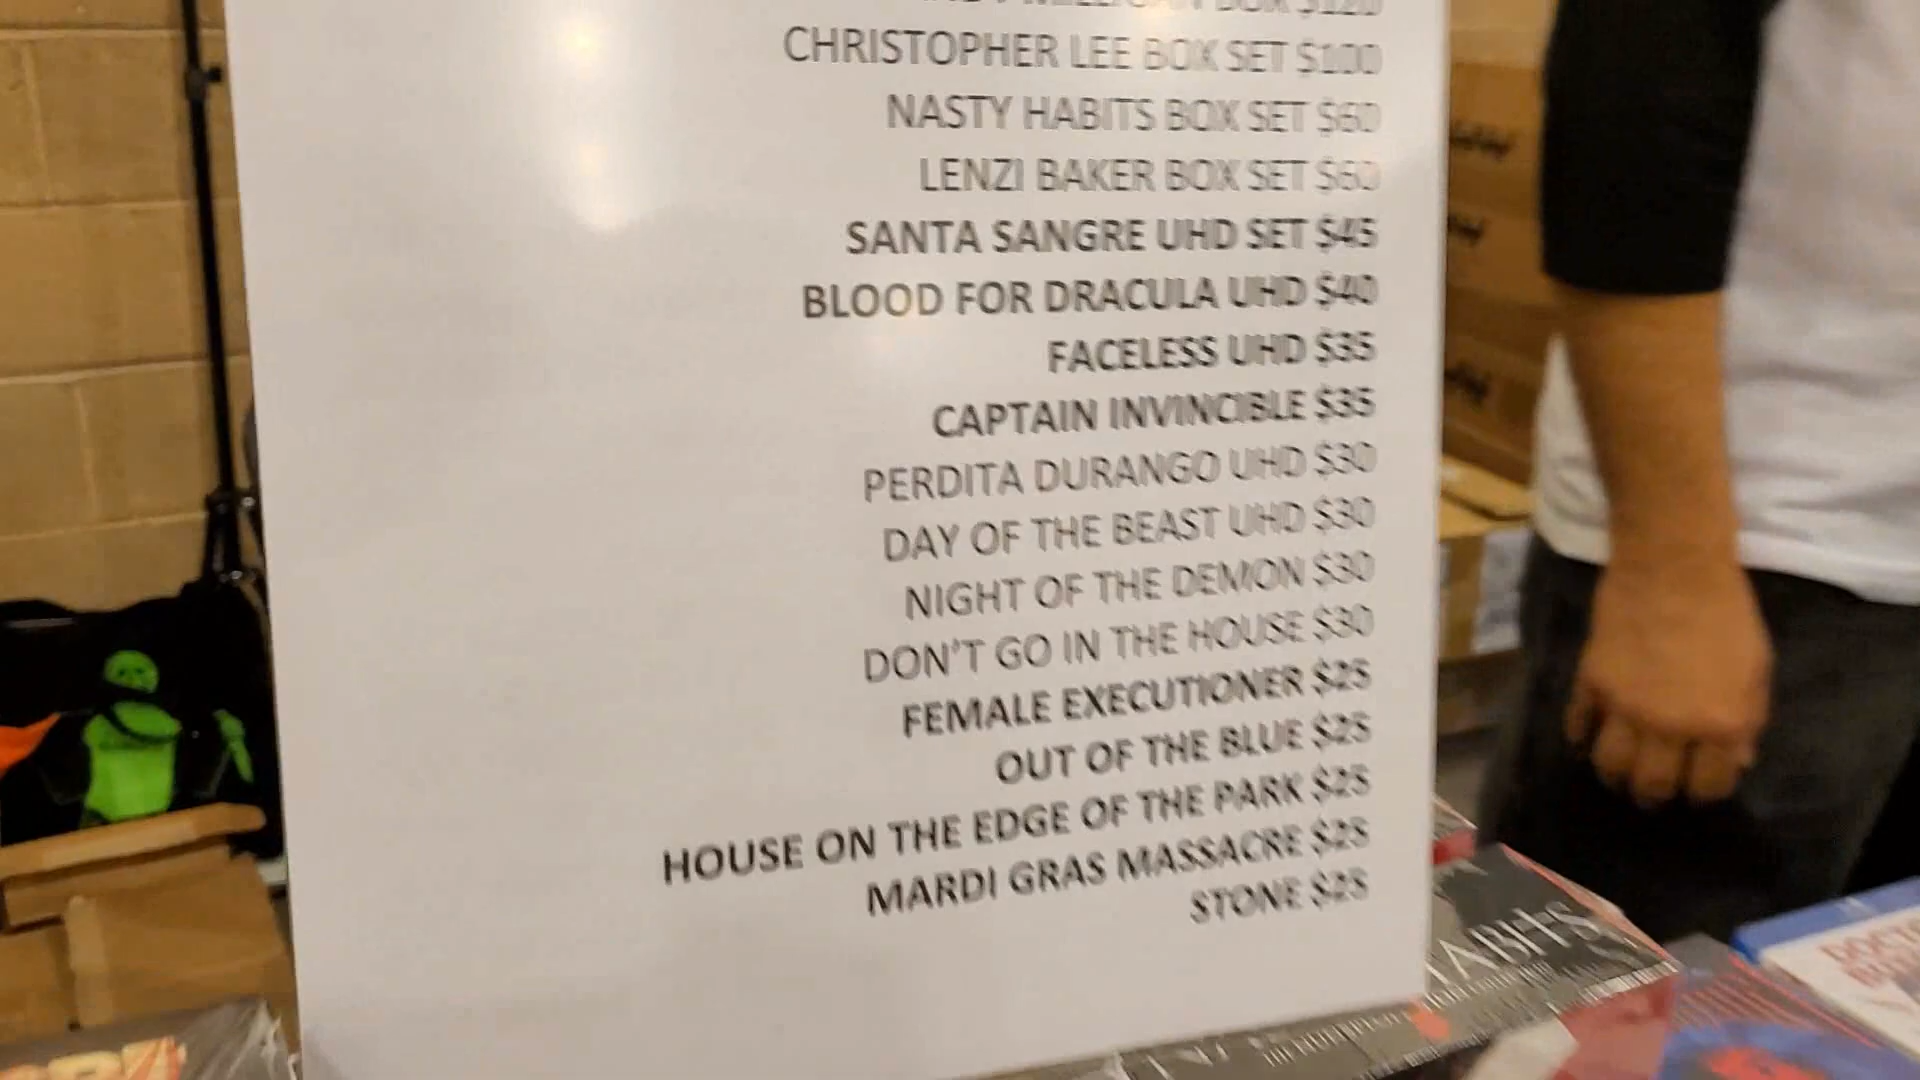 BOX $120
CHRISTOPHER LEE BOX SET $100
NASTY HABITS BOX SET $60
LENZI BAKER BOX SET $60
SANTA SANGRE UHD SET $45
BLOOD FOR DRACULA UHD $40
FACELESS UHD $35
CAPTAIN INVINCIBLE $35
PERDITA DURANGO UHD $30
DAY OF THE BEAST UHD $30
NIGHT OF THE DEMON $30
DON'T GO IN THE HOUSE $30
FEMALE EXECUTIONER $25
OUT OF THE BLUE $25
HOUSE ON THE EDGE OF THE PARK $25
MARDI GRAS MASSACRE $25
STONE $25